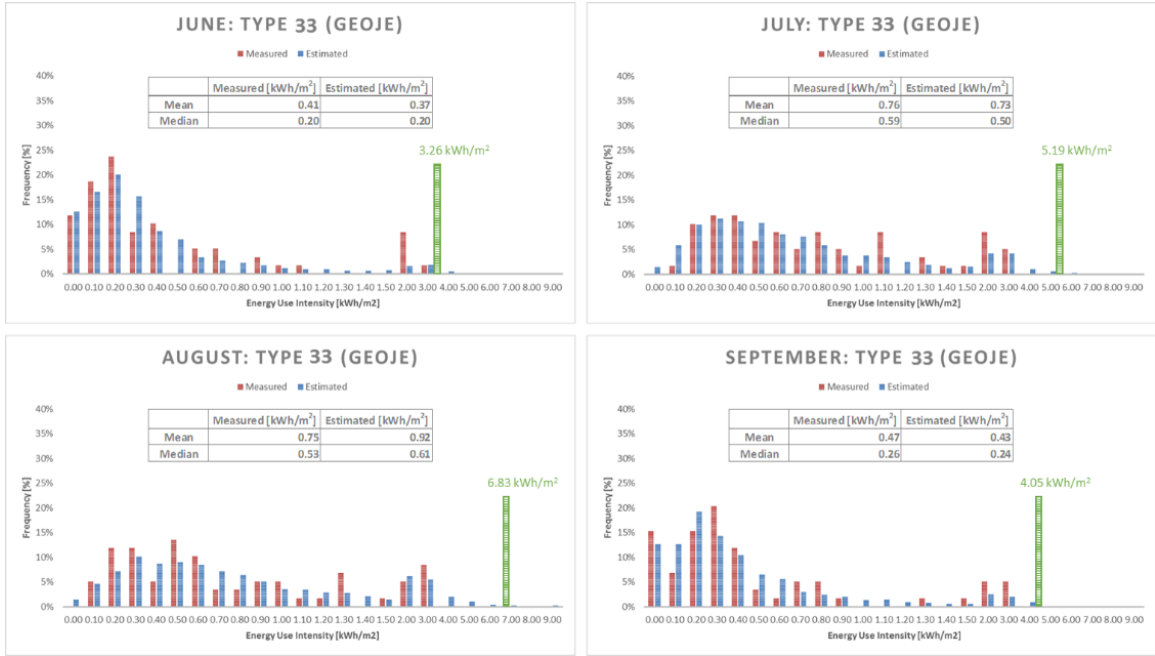 JUNE: TYPE 33 (GEOJE)
Measured Estimated
Measured [kWh/m²] Estimated [kWh/m²]
Mean 0.41 0.37
Median 0.20 0.20
3.26 kWh/m²
40%
35%
30%
25%
20%
15%
10%
5%
0%
Frequency [%]
0.00 0.10 0.20 0.30 0.40 0.50 0.60 0.70 0.80 0.90 1.00 1.10 1.20 1.30 1.40 1.50 2.00 3.00 4.00 5.00 6.00 7.00 8.00 9.00
Energy Use Intensity [kWh/m2]
JULY: TYPE 33 (GEOJE)
Measured Estimated
Measured [kWh/m²] Estimated [kWh/m²]
Mean 0.76 0.73
Median 0.59 0.50
5.19 kWh/m²
40%
35%
30%
25%
20%
15%
10%
5%
0%
Frequency [%]
0.00 0.10 0.20 0.30 0.40 0.50 0.60 0.70 0.80 0.90 1.00 1.10 1.20 1.30 1.40 1.50 2.00 3.00 4.00 5.00 6.00 7.00 8.00 9.00
Energy Use Intensity [kWh/m2]
AUGUST: TYPE 33 (GEOJE)
Measured Estimated
Measured [kWh/m²] Estimated [kWh/m²]
Mean 0.75 0.92
Median 0.53 0.61
6.83 kWh/m²
40%
35%
30%
25%
20%
15%
10%
5%
0%
Frequency [%]
0.00 0.10 0.20 0.30 0.40 0.50 0.60 0.70 0.80 0.90 1.00 1.10 1.20 1.30 1.40 1.50 2.00 3.00 4.00 5.00 6.00 7.00 8.00 9.00
Energy Use Intensity [kWh/m2]
SEPTEMBER: TYPE 33 (GEOJE)
Measured Estimated
Measured [kWh/m²] Estimated [kWh/m²]
Mean 0.47 0.43
Median 0.26 0.24
4.05 kWh/m²
40%
35%
30%
25%
20%
15%
10%
5%
0%
Frequency [%]
0.00 0.10 0.20 0.30 0.40 0.50 0.60 0.70 0.80 0.90 1.00 1.10 1.20 1.30 1.40 1.50 2.00 3.00 4.00 5.00 6.00 7.00 8.00 9.00
Energy Use Intensity [kWh/m2]